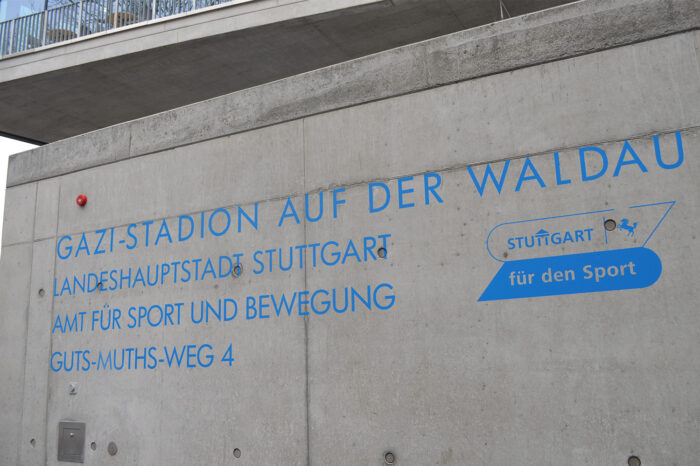 GAZI-STADION AUF DER WALDAU
LANDESHAUPTSTADT STUTTGART
AMT FÜR SPORT UND BEWEGUNG
GUTS-MUTHS-WEG 4
STUTTGART
für den Sport